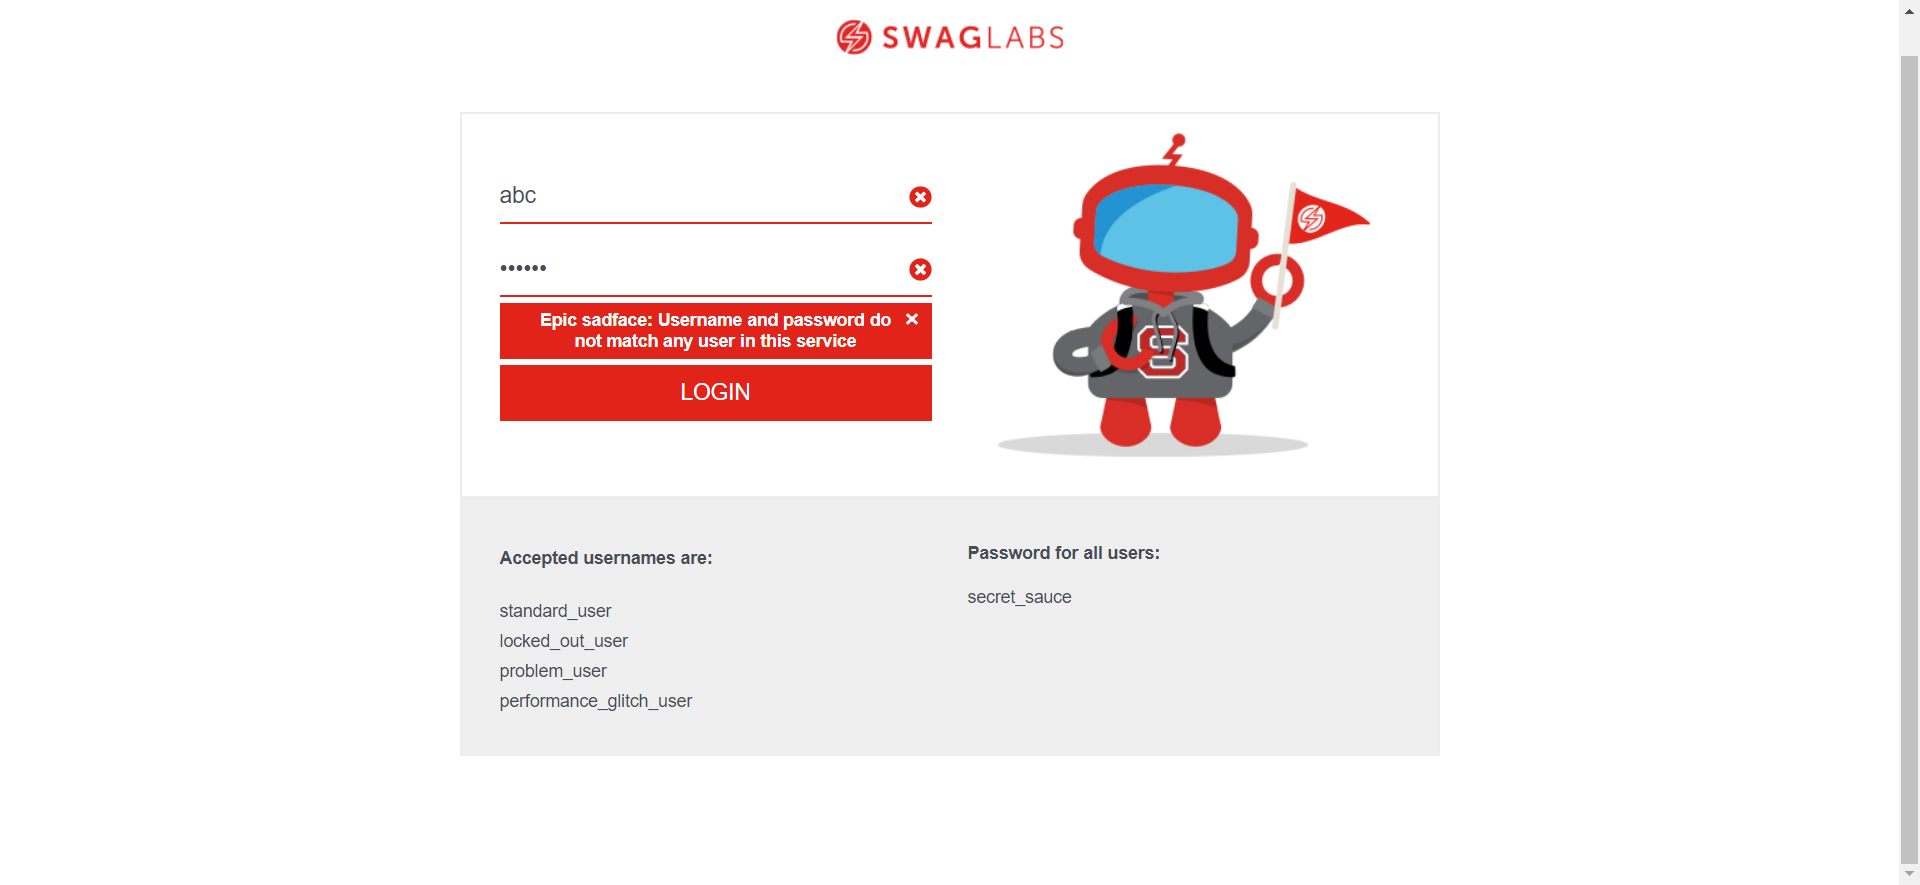 SWAGLABS
abc
••••••
Epic sadface: Username and password do
not match any user in this service
LOGIN
S
Accepted usernames are:
standard_user
locked_out_user
problem_user
performance_glitch_user
Password for all users:
secret_sauce